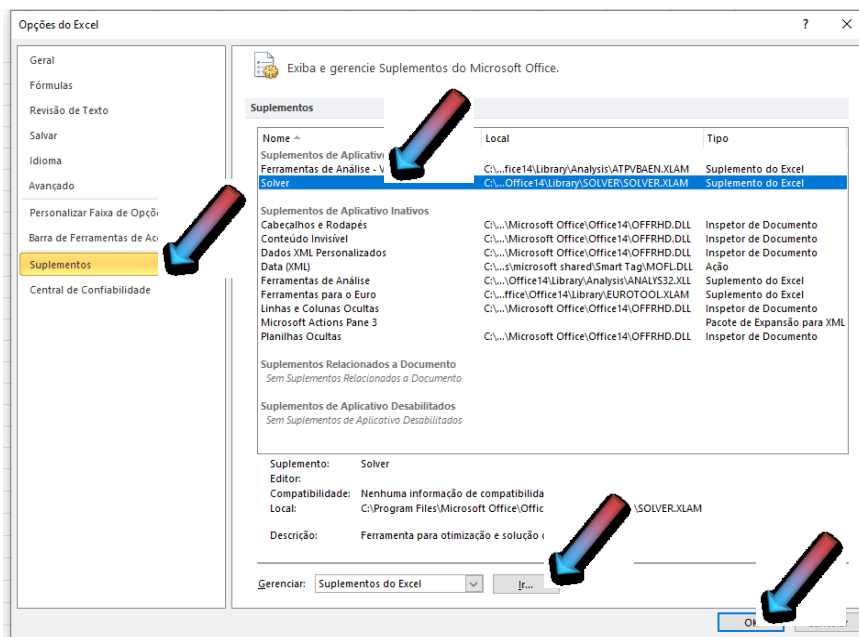 Opções do Excel
? X
Geral
Fórmulas
Revisão de Texto
Salvar
Idioma
Avançado
Personalizar Faixa de Opçõ
Barra de Ferramentas de Ac
Suplementos
Central de Confiabilidade
Exiba e gerencie Suplementos do Microsoft Office.
Suplementos
Nome Local Tipo
Suplementos de Aplicativo
Ferramentas de Análise - V C:\...fice14\Library\Analysis\ATPVBAEN.XLAM Suplemento do Excel
Solver C:\...Office14\Library\SOLVER\SOLVER.XLAM Suplemento do Excel
Suplementos de Aplicativo Inativos
Cabeçalhos e Rodapés C:\...\Microsoft Office\Office14\OFFRHD.DLL Inspetor de Documento
Conteúdo Invisível C:\...\Microsoft Office\Office14\OFFRHD.DLL Inspetor de Documento
Dados XML Personalizados C:\...\Microsoft Office\Office14\OFFRHD.DLL Inspetor de Documento
Data (XML) C:\...s\microsoft shared\Smart Tag\MOFL.DLL Ação
Ferramentas de Análise C:\...\Office14\Library\Analysis\ANALYS32.XLL Suplemento do Excel
Ferramentas para o Euro C:\...ffice\Office14\Library\EUROTOOL.XLAM Suplemento do Excel
Linhas e Colunas Ocultas C:\...\Microsoft Office\Office14\OFFRHD.DLL Inspetor de Documento
Microsoft Actions Pane 3 Pacote de Expansão para XML
Planilhas Ocultas C:\...\Microsoft Office\Office14\OFFRHD.DLL Inspetor de Documento
Suplementos Relacionados a Documento
Sem Suplementos Relacionados a Documento
Suplementos de Aplicativo Desabilitados
Sem Suplementos de Aplicativo Desabilitados
Suplemento: Solver
Editor:
Compatibilidade: Nenhuma informação de compatibilida
Local: C:\Program Files\Microsoft Office\Offic \SOLVER.XLAM
Descrição: Ferramenta para otimização e solução
Gerenciar: Suplementos do Excel Ir...
OK